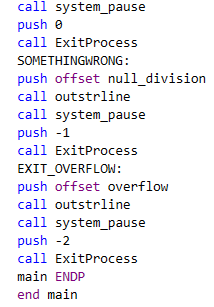 call system_pause
push 0
call ExitProcess
SOMETHINGWRONG:
push offset null_division
call outstrline
call system_pause
push -1
call ExitProcess
EXIT_OVERFLOW:
push offset overflow
call outstrline
call system_pause
push -2
call ExitProcess
main ENDP
end main